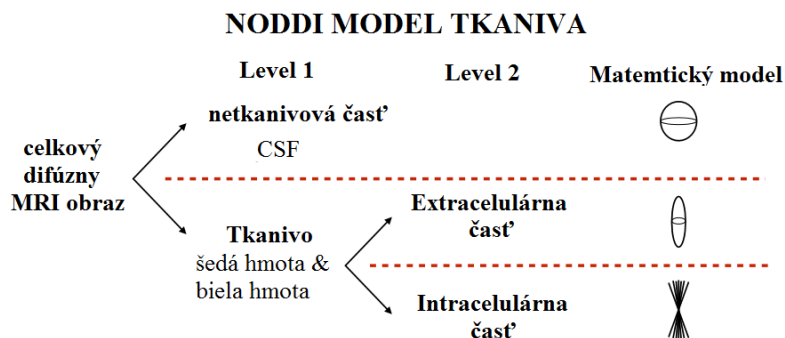 NODDI MODEL TKANIVA
Level 1
Level 2
Matemtický model
netkanivová časť
CSF
celkový
difúzny
MRI obraz
Extracelulárna
časť
Tkanivo
šedá hmota &
biela hmota
Intracelulárna
časť